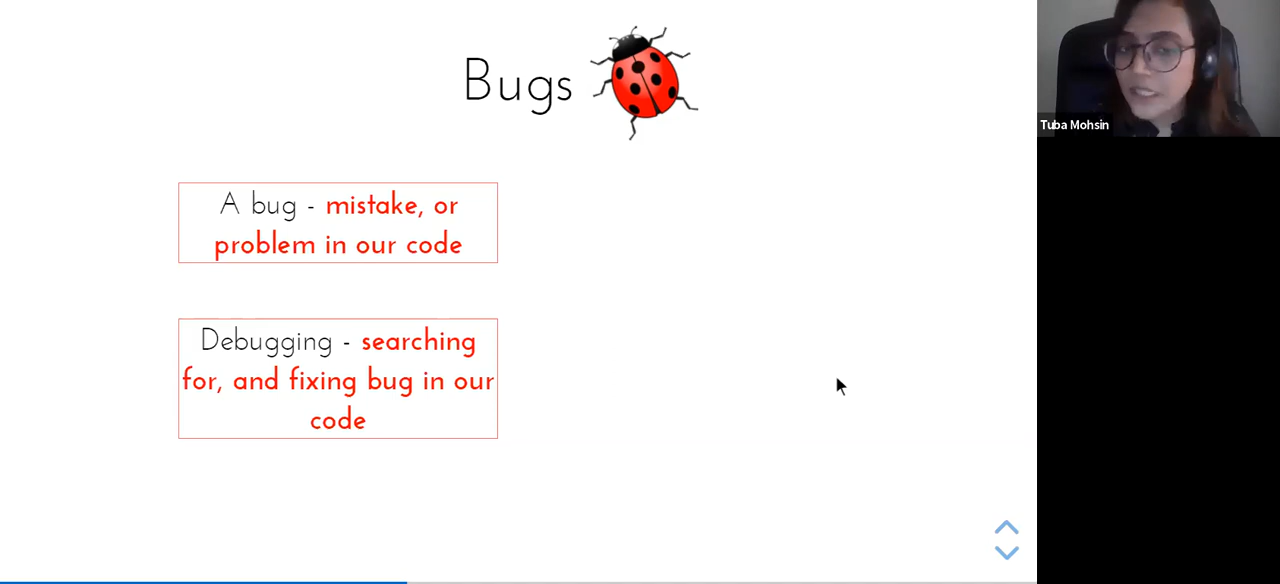 Bugs
Tuba Mohsin
A bug - mistake, or
problem in our code
Debugging - searching
for, and fixing bug in our
code